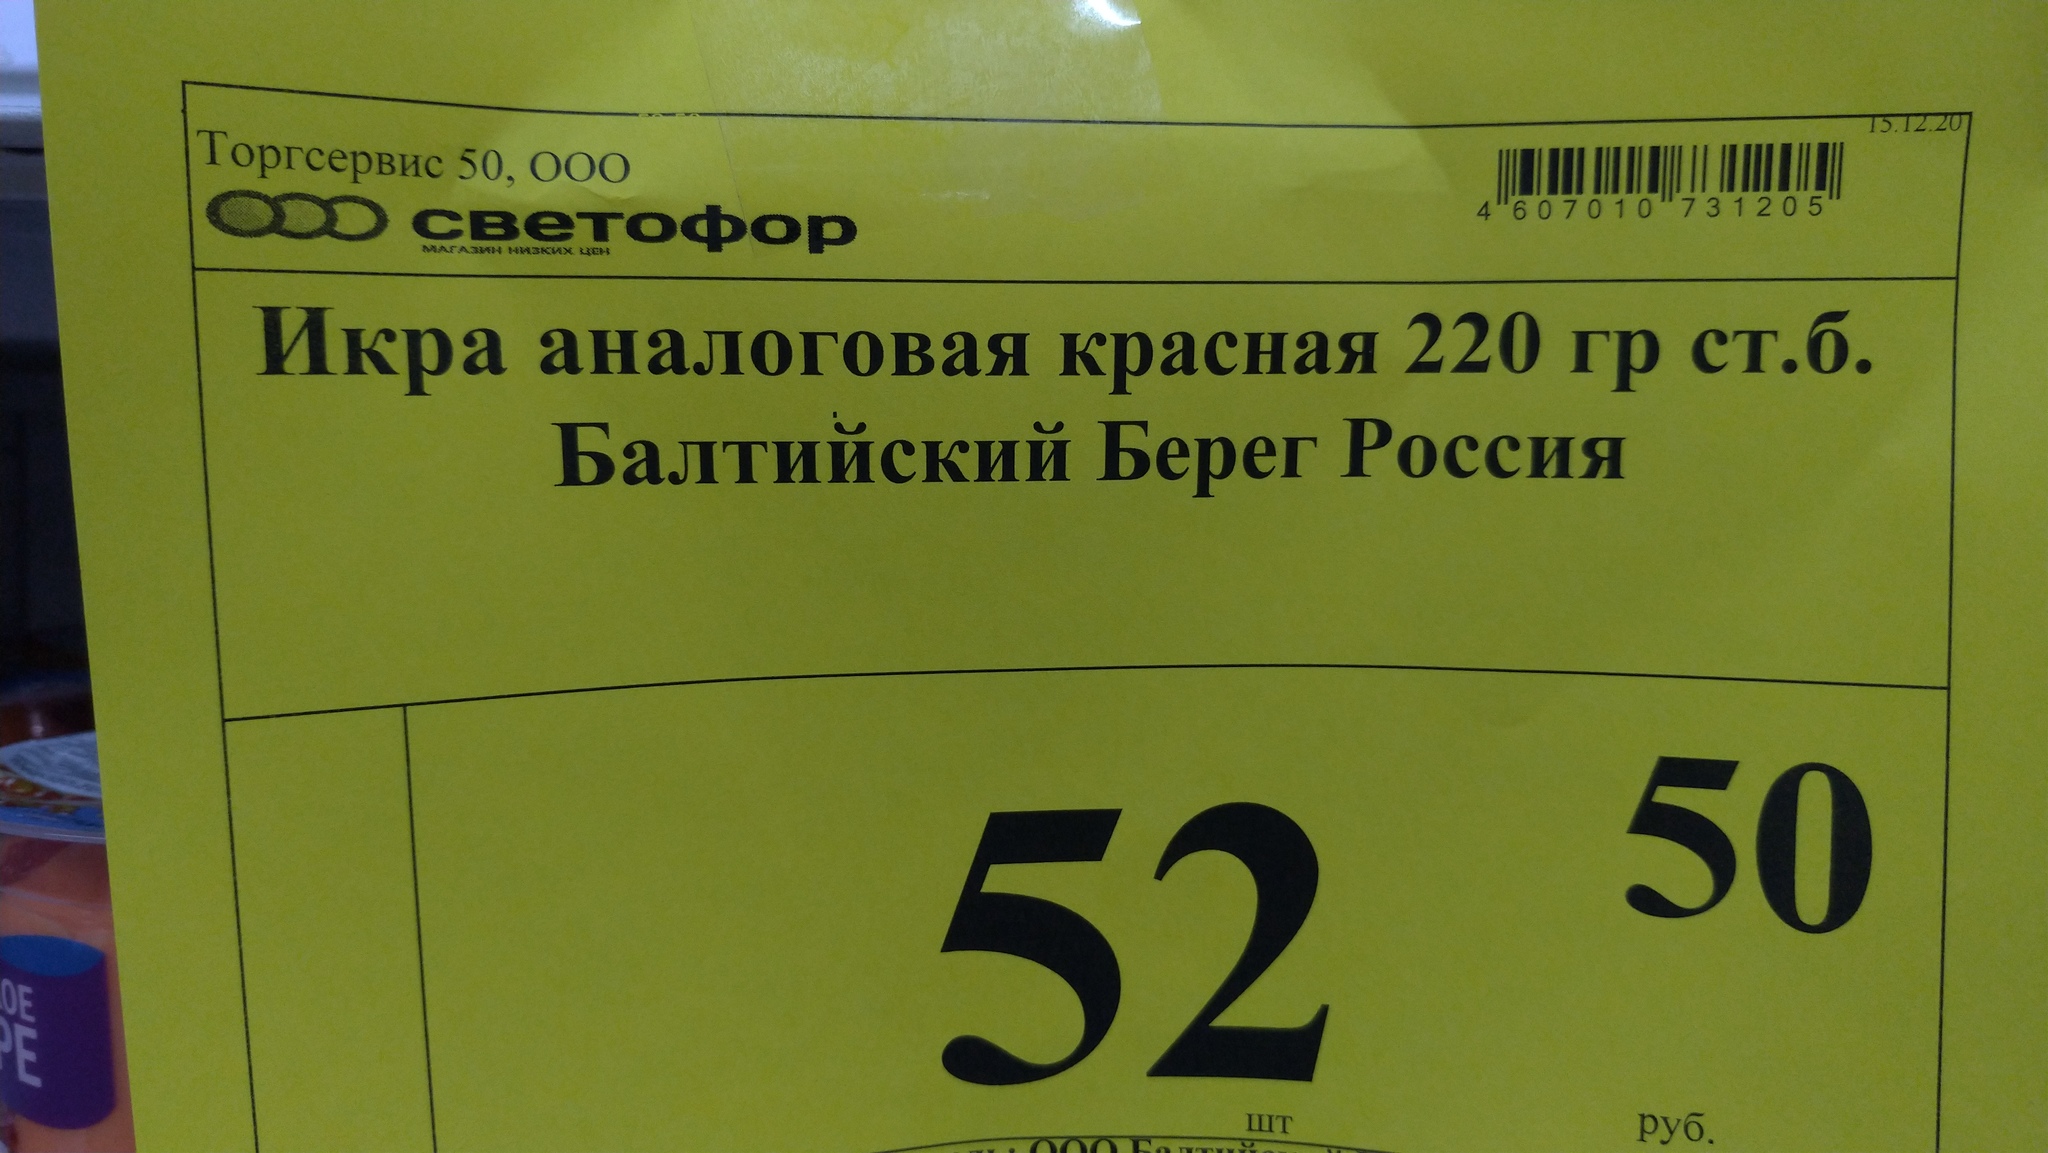 15.12.20
Торгсервис 50, ООО
светофор
МАГАЗИН НИЗКИХ ЦЕН
4 607010 731205
Икра аналоговая красная 220 гр ст.б.
Балтийский Берег Россия
52 50
шт руб.
ООО